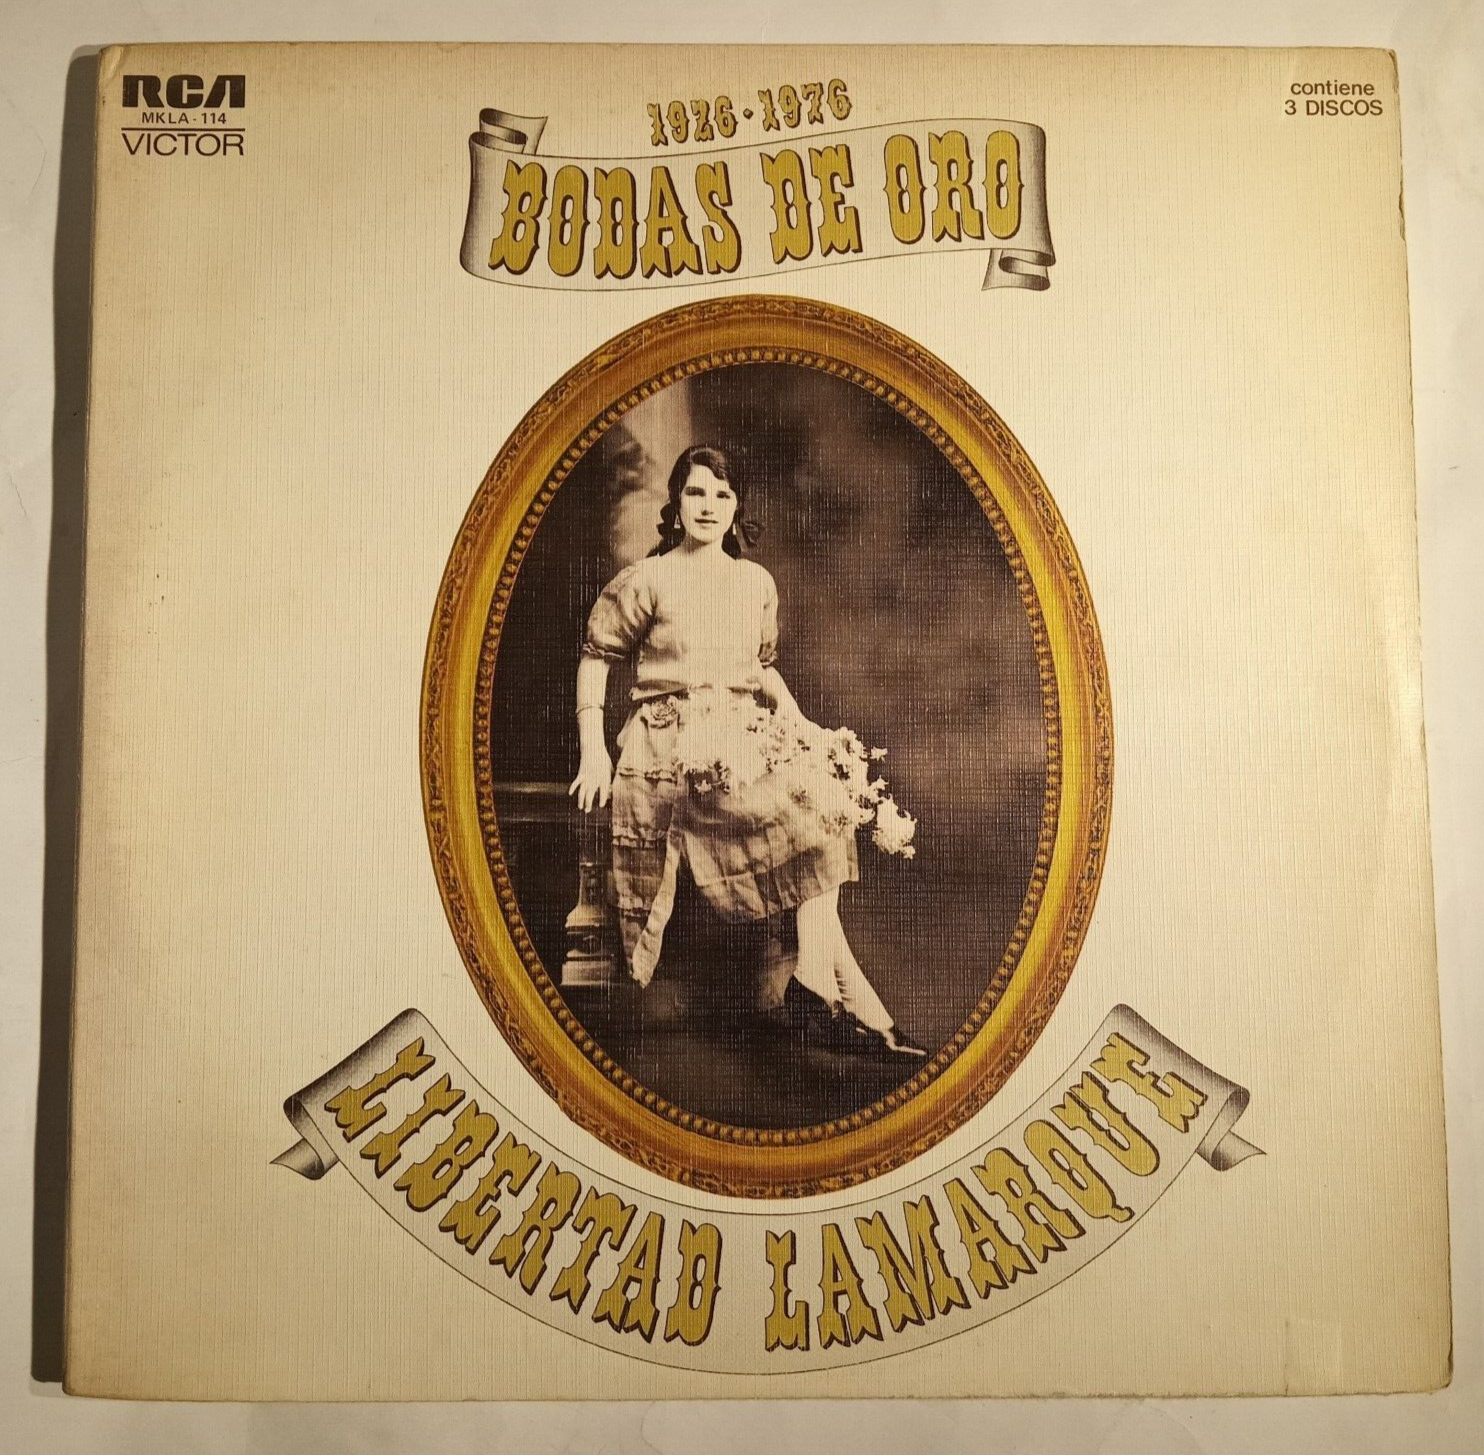 RCA
MKLA-114
VICTOR
contiene
3 DISCOS
1926·1976
BODAS DE ORO
LIBERTAD LAMARQUE